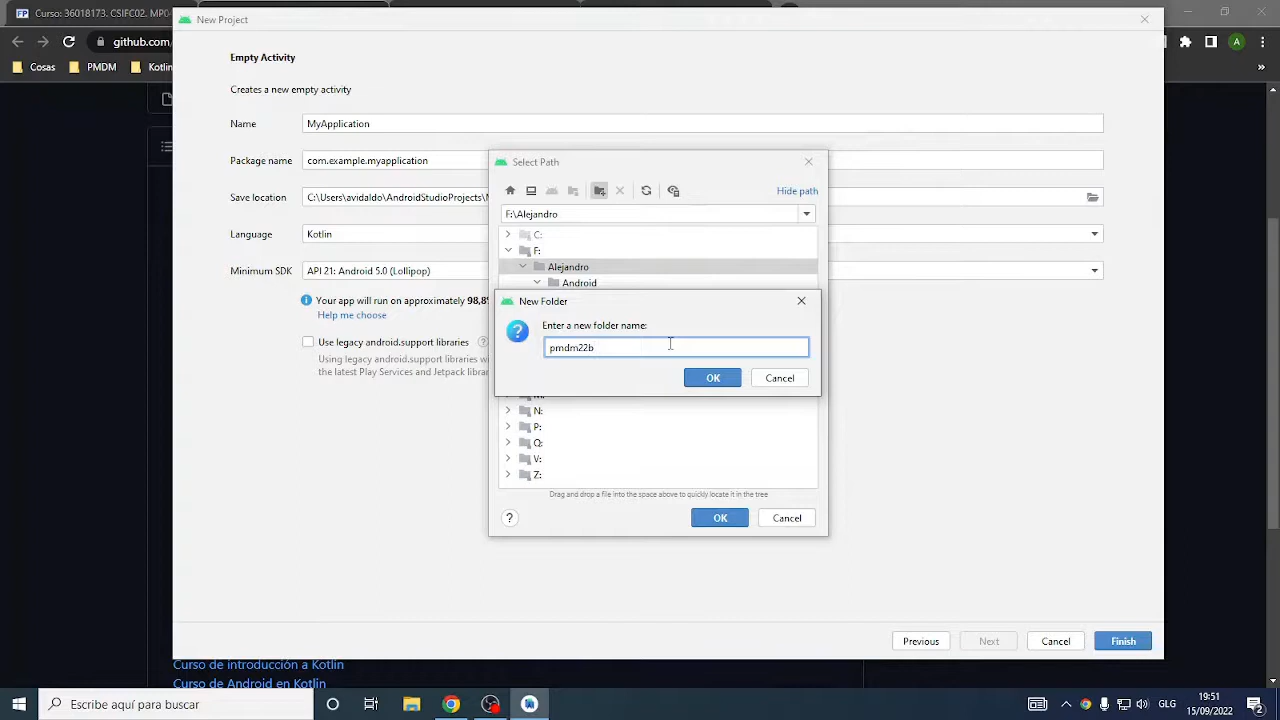 Curso: 36018173_CSIFC02_MP04
New Project
github.com
A
Cosas
PMDM
Kotlin
»
Empty Activity
Creates a new empty activity
Name
MyApplication
Package name
com.example.myapplication
Save location
C:\Users\avidaldo\AndroidStudioProjects\
Language
Kotlin
Minimum SDK
API 21: Android 5.0 (Lollipop)
Your app will run on approximately 98,8%
Help me choose
Use legacy android.support libraries
Using legacy android.support libraries wi
the latest Play Services and Jetpack librar
Select Path
Hide path
F:\Alejandro
C:
F:
Alejandro
Android
New Folder
Enter a new folder name:
pmdm22b
OK
Cancel
N:
P:
Q:
V:
Z:
Drag and drop a file into the space above to quickly locate it in the tree
?
OK
Cancel
Previous
Next
Cancel
Finish
Curso de introducción a Kotlin
Curso de Android en Kotlin
Escribe aquí para buscar
GLG
19:51
15/09/2022
2